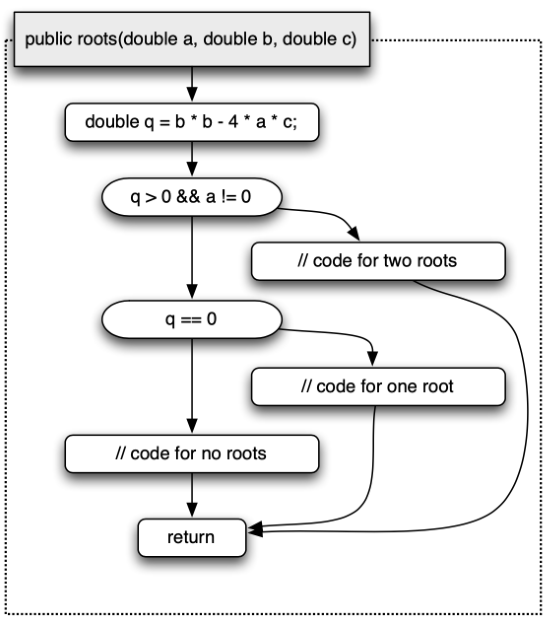 public roots(double a, double b, double c)
double q = b * b - 4 * a * c;
q > 0 && a != 0
// code for two roots
q == 0
// code for one root
// code for no roots
return